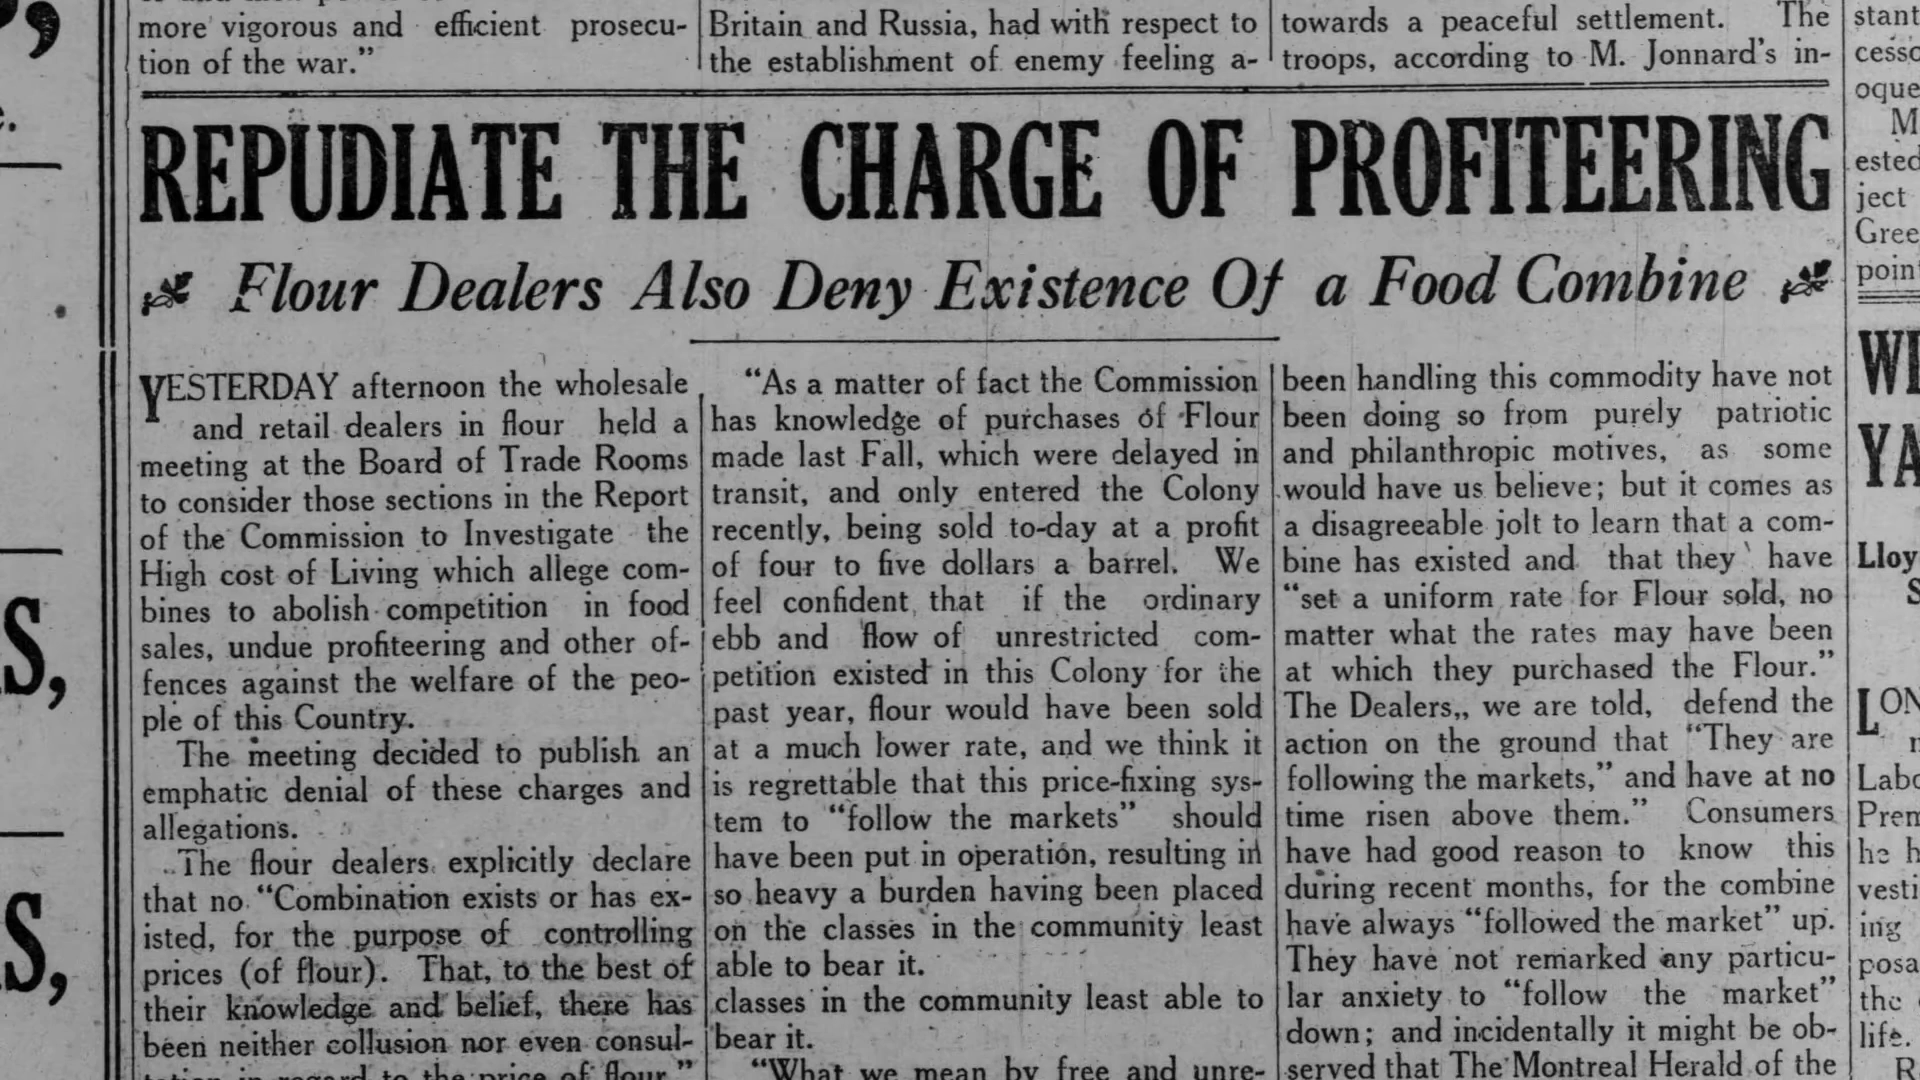 more vigorous and efficient prosecu-
tion of the war.”
Britain and Russia, had with respect to
the establishment of enemy feeling a-
towards a peaceful settlement. The
troops, according to M. Jonnard’s in-
REPUDIATE THE CHARGE OF PROFITEERING
Flour Dealers Also Deny Existence Of a Food Combine
YESTERDAY afternoon the wholesale
and retail dealers in flour held a
meeting at the Board of Trade Rooms
to consider those sections in the Report
of the Commission to Investigate the
High cost of Living which allege com-
bines to abolish competition in food
sales, undue profiteering and other of-
fences against the welfare of the peo-
ple of this Country.
The meeting decided to publish an
emphatic denial of these charges and
allegations.
The flour dealers explicitly declare
that no “Combination exists or has ex-
isted, for the purpose of controlling
prices (of flour). That, to the best of
their knowledge and belief, there has
been neither collusion nor even consul-
tation in regard to the price of flour.”
“As a matter of fact the Commission
has knowledge of purchases of Flour
made last Fall, which were delayed in
transit, and only entered the Colony
recently, being sold to-day at a profit
of four to five dollars a barrel. We
feel confident that if the ordinary
ebb and flow of unrestricted com-
petition existed in this Colony for the
past year, flour would have been sold
at a much lower rate, and we think it
is regrettable that this price-fixing sys-
tem to “follow the markets” should
have been put in operation, resulting in
so heavy a burden having been placed
on the classes in the community least
able to bear it.
classes in the community least able to
bear it.
“What we mean by free and unre-
been handling this commodity have not
been doing so from purely patriotic
and philanthropic motives, as some
would have us believe; but it comes as
a disagreeable jolt to learn that a com-
bine has existed and that they have
“set a uniform rate for Flour sold, no
matter what the rates may have been
at which they purchased the Flour.”
The Dealers,, we are told, defend the
action on the ground that “They are
following the markets,” and have at no
time risen above them.” Consumers
have had good reason to know this
during recent months, for the combine
have always “followed the market” up.
They have not remarked any particu-
lar anxiety to “follow the market”
down; and incidentally it might be ob-
served that The Montreal Herald of the